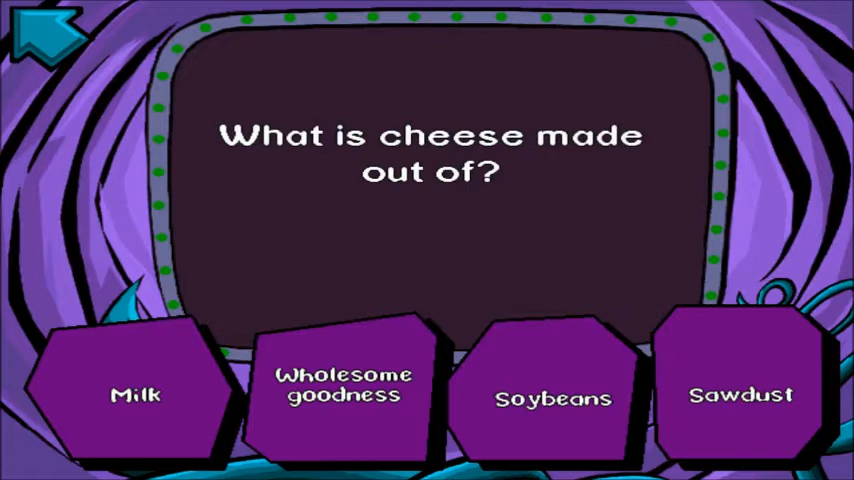 What is cheese made
out of?
Milk
Wholesome
goodness
Soybeans
Sawdust